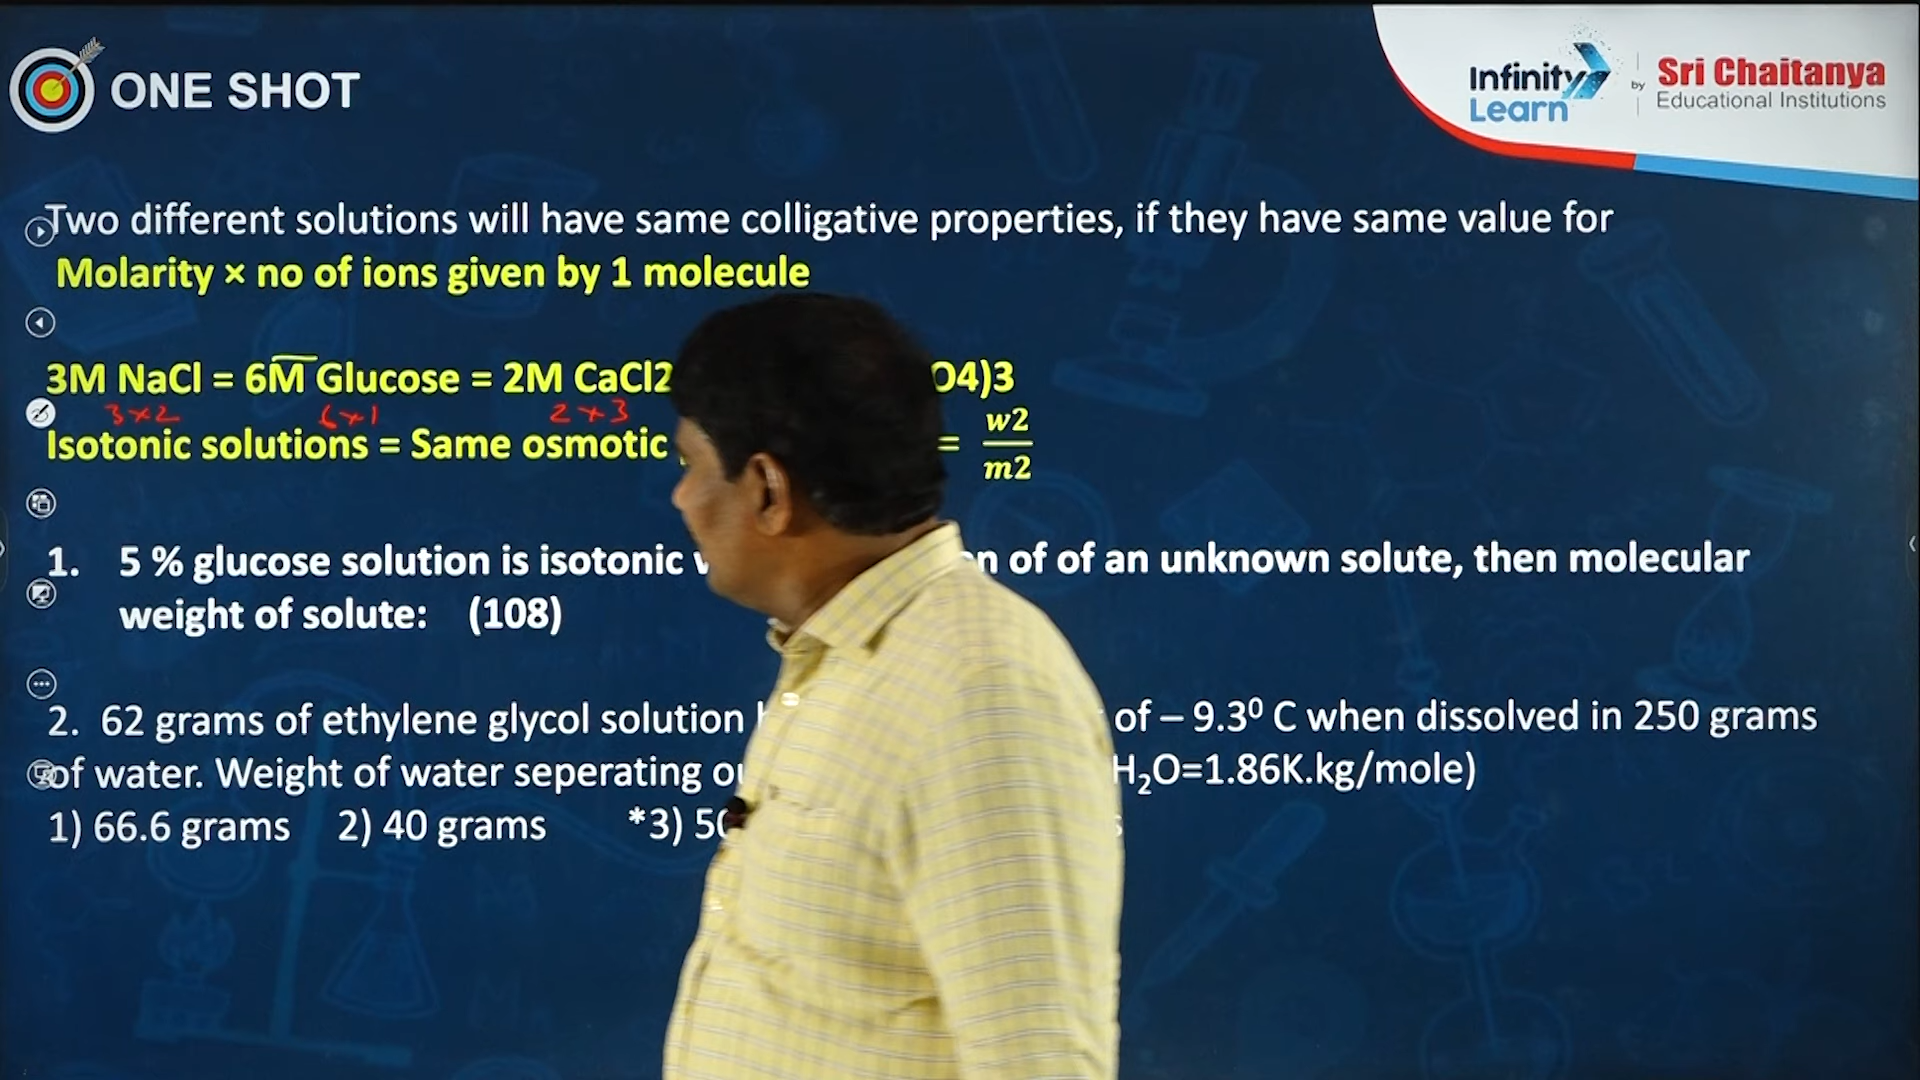 ONE SHOT
Infinity Learn by Sri Chaitanya Educational Institutions
Two different solutions will have same colligative properties, if they have same value for
Molarity × no of ions given by 1 molecule
3M NaCl = 6M Glucose = 2M CaCl2 O4)3
3×2 6×1 2×3
Isotonic solutions = Same osmotic = w2/m2
1. 5 % glucose solution is isotonic of of an unknown solute, then molecular
weight of solute: (108)
2. 62 grams of ethylene glycol solution of – 9.3⁰ C when dissolved in 250 grams
of water. Weight of water seperating H₂O=1.86K.kg/mole)
1) 66.6 grams 2) 40 grams *3) 50